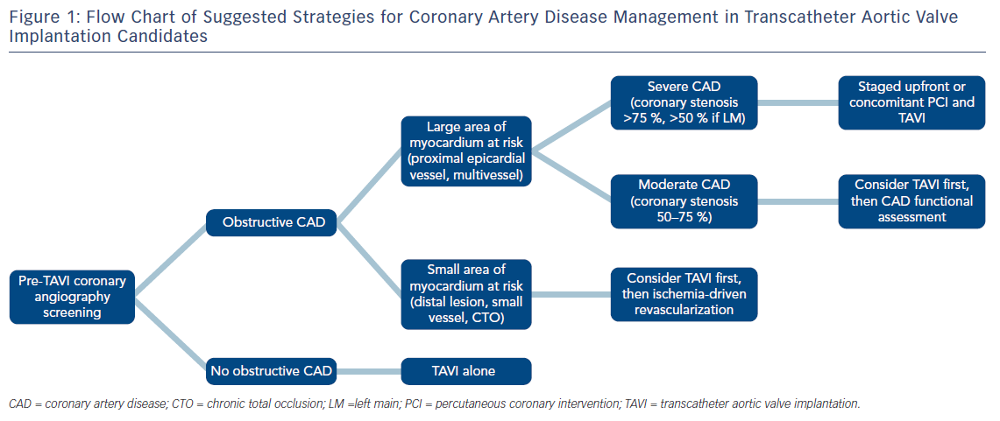 Figure 1: Flow Chart of Suggested Strategies for Coronary Artery Disease Management in Transcatheter Aortic Valve
Implantation Candidates
Pre-TAVI coronary
angiography
screening
Obstructive CAD
No obstructive CAD
Large area of
myocardium at risk
(proximal epicardial
vessel, multivessel)
Small area of
myocardium at risk
(distal lesion, small
vessel, CTO)
TAVI alone
Severe CAD
(coronary stenosis
>75 %, >50 % if LM)
Moderate CAD
(coronary stenosis
50–75 %)
Consider TAVI first,
then ischemia-driven
revascularization
Staged upfront or
concomitant PCI and
TAVI
Consider TAVI first,
then CAD functional
assessment
CAD = coronary artery disease; CTO = chronic total occlusion; LM =left main; PCI = percutaneous coronary intervention; TAVI = transcatheter aortic valve implantation.